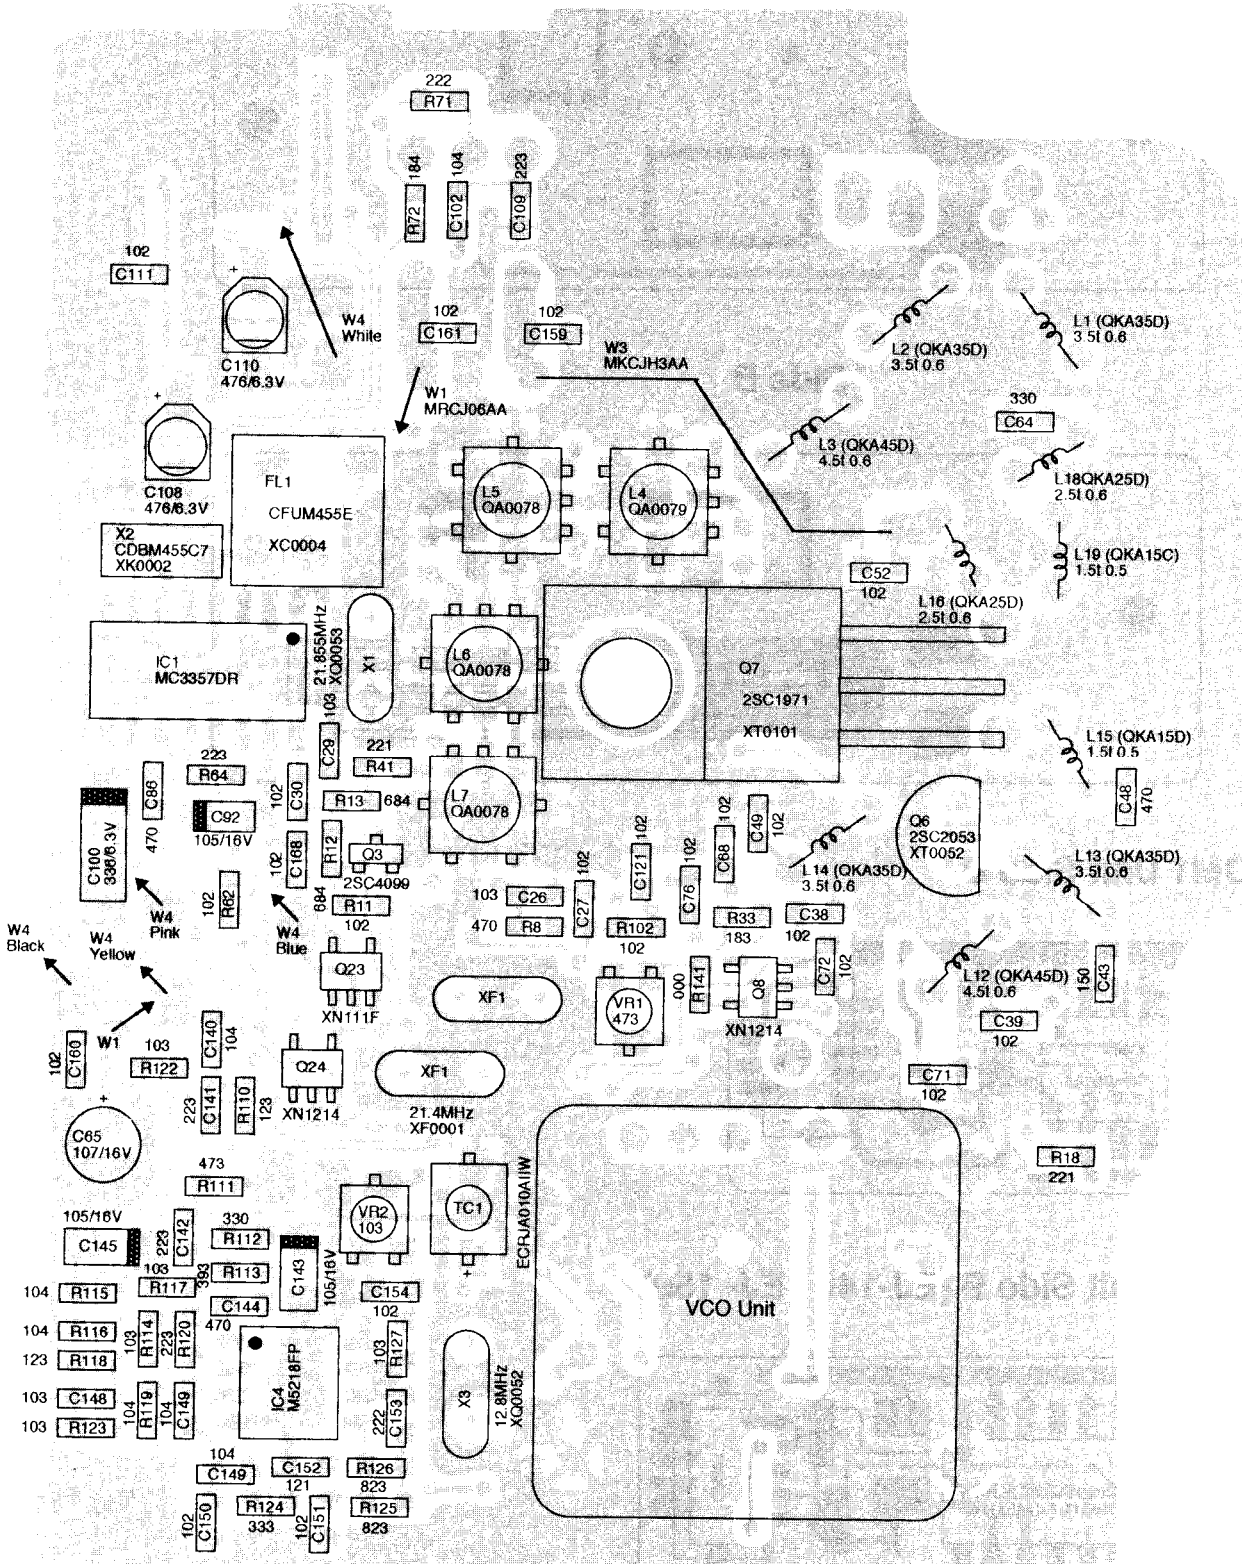 222
R71
184
R72
104
C102
223
C109
102
C111
+
C110
476/6.3V
W4
White
102
C161
102
C159
W3
MKCJH3AA
W1
MRCJ06AA
L2 (QKA35D)
3.5t 0.6
L1 (QKA35D)
3.5t 0.6
330
C64
L3 (QKA45D)
4.5t 0.6
L18QKA25D)
2.5t 0.6
+
C108
476/6.3V
FL1
CFUM455E
XC0004
L5
QA0078
L4
QA0079
X2
CDBM455C7
XK0002
C52
102
L19 (QKA15C)
1.5t 0.5
L16 (QKA25D)
2.5t 0.6
IC1
MC3357DR
21.855MHz
XQ0053
X1
L6
QA0078
Q7
2SC1971
XT0101
L15 (QKA15D)
1.5t 0.5
103
C29
221
R41
223
R64
C86
470
102
C30
R13
684
L7
QA0078
C48
470
C100
336/6.3V
C92
105/16V
102
C168
R12
684
Q3
2SC4099
102
C121
102
C68
C49
102
Q6
2SC2053
XT0052
L14 (QKA35D)
3.5t 0.6
L13 (QKA35D)
3.5t 0.6
102
R62
W4
Pink
W4
Blue
R11
102
103
C26
470
R8
102
C27
102
C76
R102
102
R33
183
C38
102
W4
Black
W4
Yellow
W1
Q23
XN111F
XF1
VR1
473
000
R141
Q8
XN1214
C72
102
L12 (QKA45D)
4.5t 0.6
150
C43
C39
102
102
C160
103
R122
C140
104
223
C141
R110
123
Q24
XN1214
XF1
21.4MHz
XF0001
C71
102
+
C65
107/16V
R18
221
473
R111
105/16V
C145
223
C142
330
R112
393
R113
C143
105/16V
VR2
103
TC1
+
ECRJA010AIIW
103
R117
104
R115
C144
470
C154
102
VCO Unit
104
R116
103
R114
223
R120
123
R118
IC4
M5218FP
103
R127
X3
12.8MHz
XQ0052
103
C148
104
R119
104
C149
222
C153
103
R123
104
C149
C152
121
R126
823
102
C150
R124
333
102
C151
R125
823